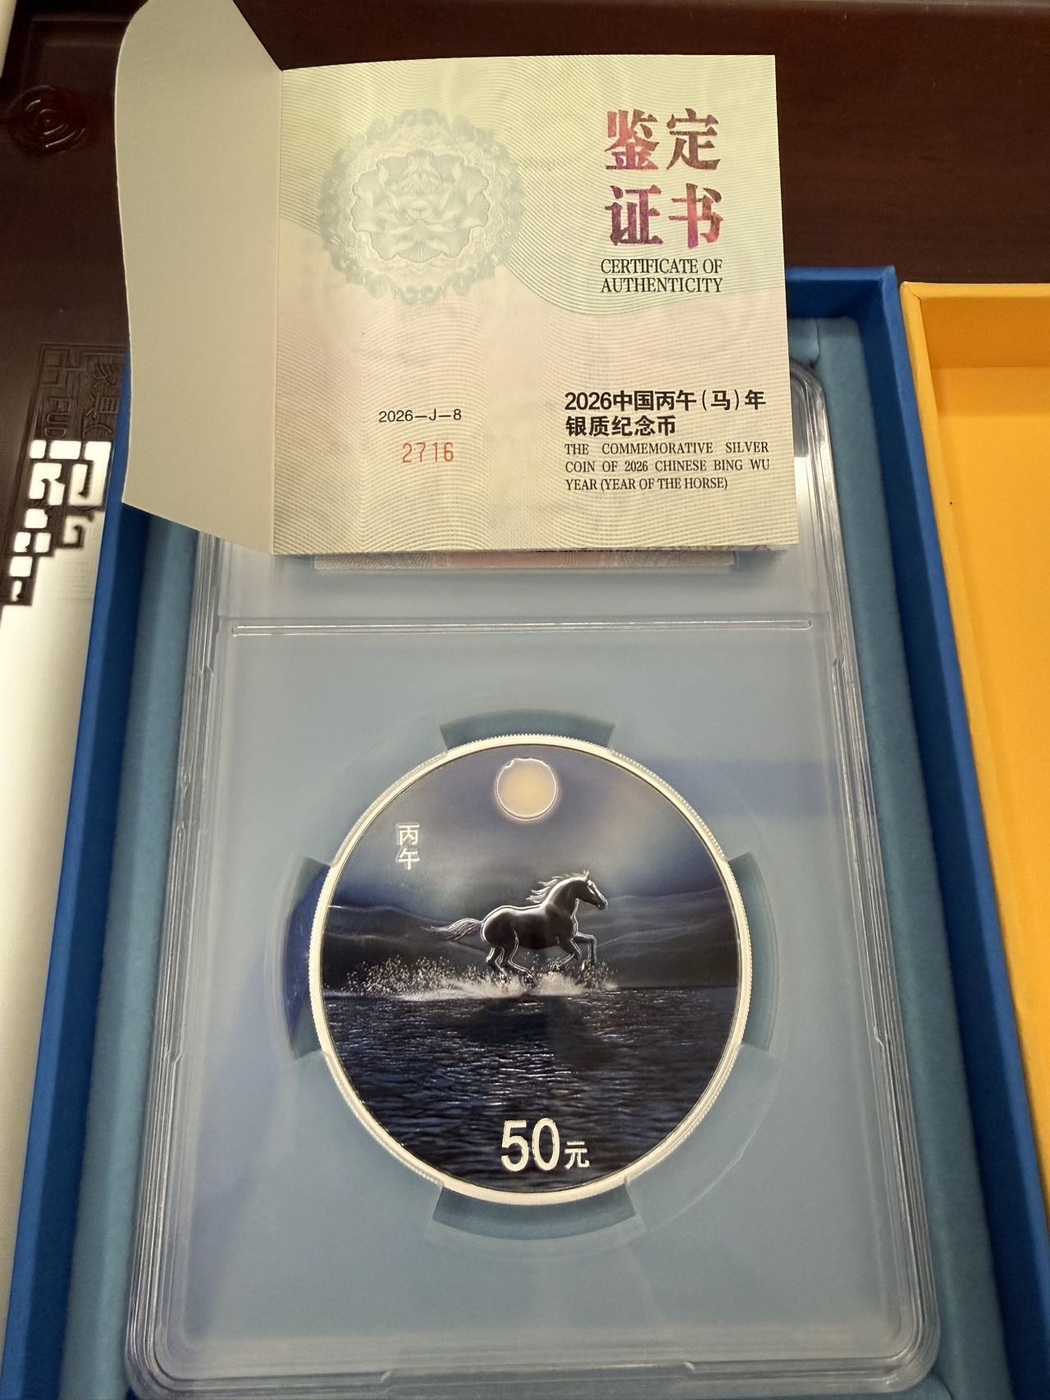 鉴定
证书
CERTIFICATE OF
AUTHENTICITY
2026—J—8
2716
2026中国丙午(马)年
银质纪念币
THE COMMEMORATIVE SILVER
COIN OF 2026 CHINESE BING WU
YEAR (YEAR OF THE HORSE)
丙
午
50元